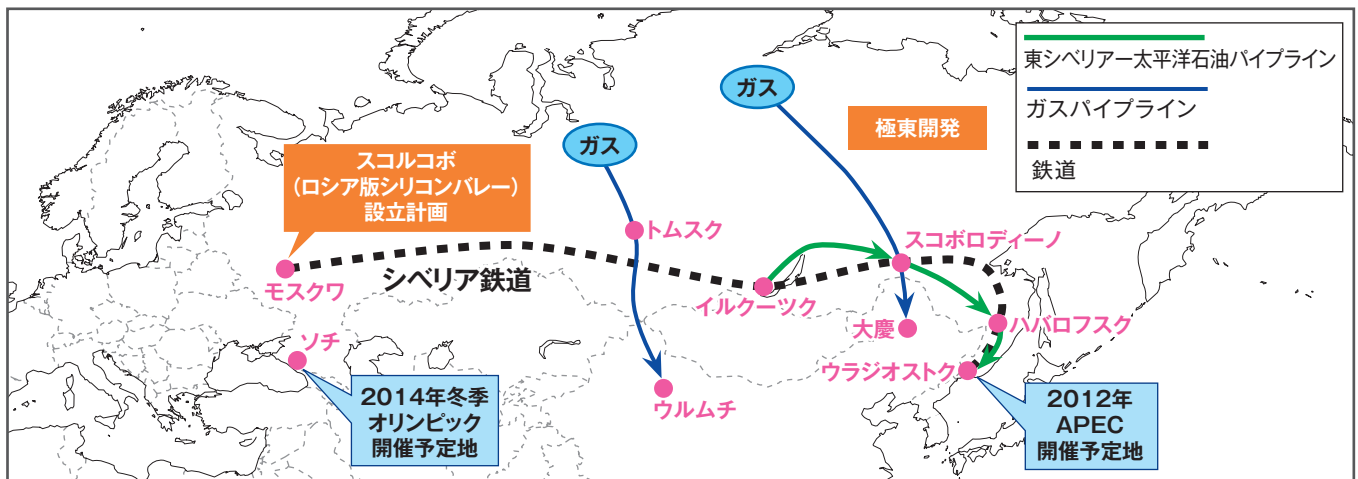 東シベリアー太平洋石油パイプライン
ガスパイプライン
鉄道
ガス
極東開発
ガス
スコルコボ
(ロシア版シリコンバレー)
設立計画
トムスク
スコボロディーノ
シベリア鉄道
モスクワ
イルクーツク
大慶
ハバロフスク
ソチ
ウラジオストク
ウルムチ
2014年冬季
オリンピック
開催予定地
2012年
APEC
開催予定地